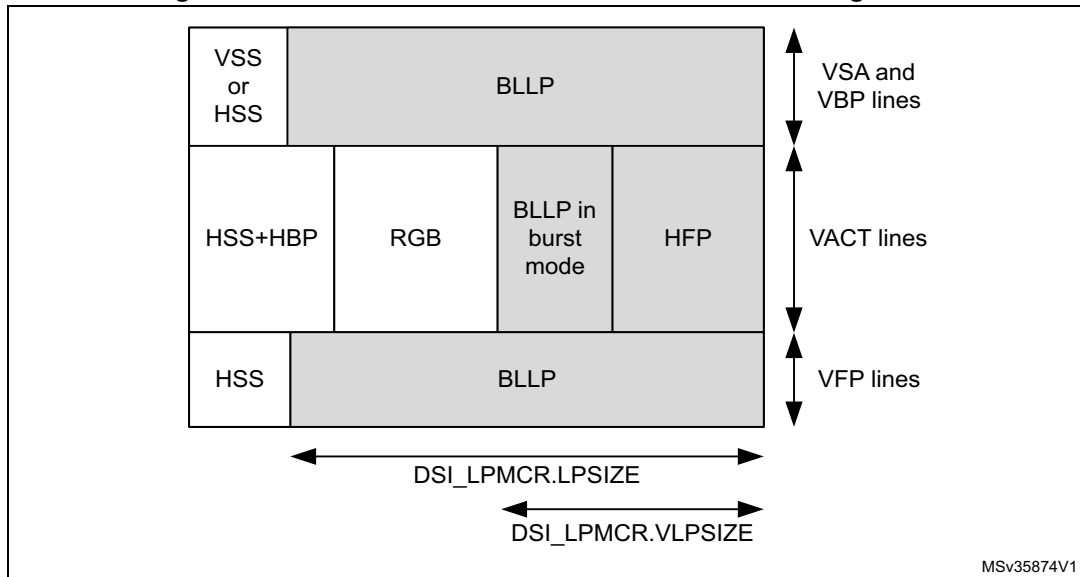 VSS
or
HSS
BLLP
VSA and
VBP lines
HSS+HBP
RGB
BLLP in
burst
mode
HFP
VACT lines
HSS
BLLP
VFP lines
DSI_LPMCR.LPSIZE
DSI_LPMCR.VLPSIZE
MSv35874V1